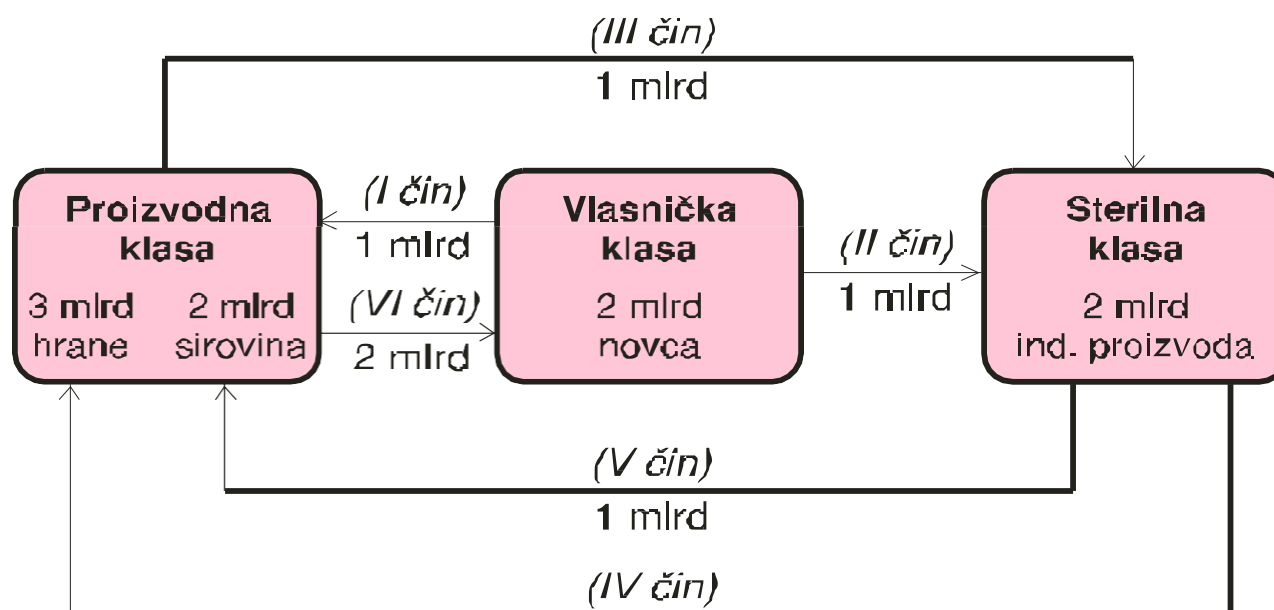 (III čin)
1 mlrd
Proizvodna
klasa
3 mlrd 2 mlrd
hrane sirovina
(I čin)
1 mlrd
(VI čin)
2 mlrd
Vlasnička
klasa
2 mlrd
novca
(II čin)
1 mlrd
Sterilna
klasa
2 mlrd
ind. proizvoda
(V čin)
1 mlrd
(IV čin)